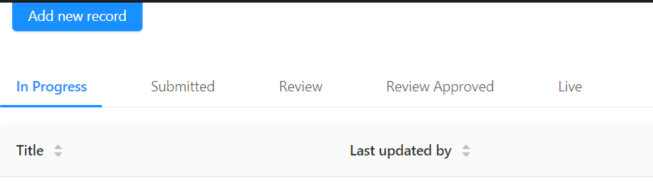 Add new record
In Progress Submitted Review Review Approved Live
Title Last updated by